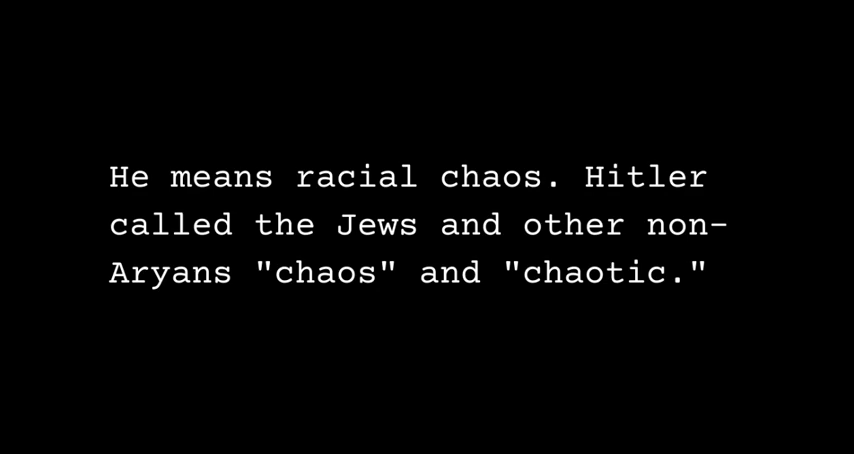 He means racial chaos. Hitler
called the Jews and other non-
Aryans "chaos" and "chaotic."